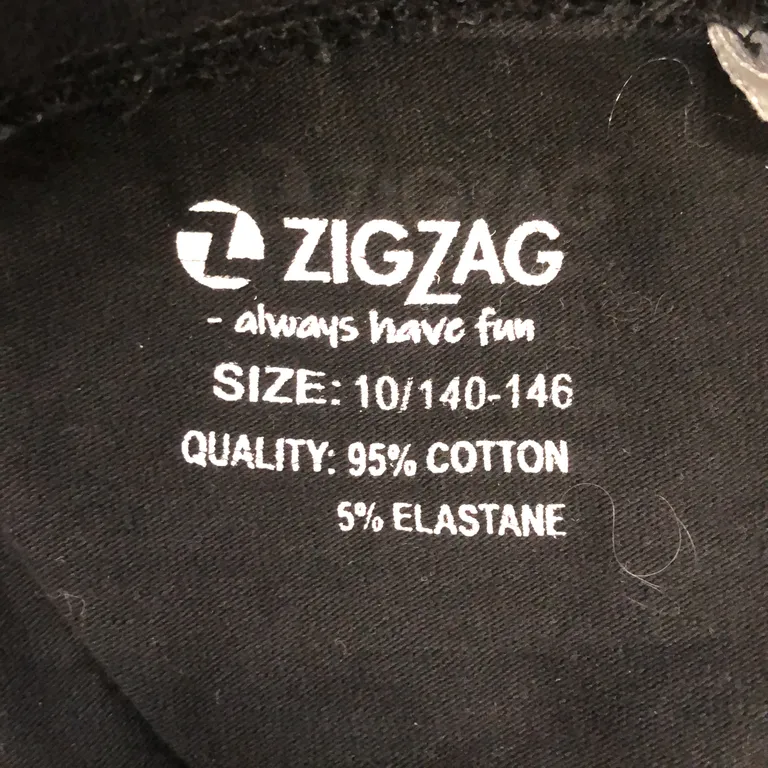 ZIGZAG
- always have fun
SIZE: 10/140-146
QUALITY: 95% COTTON
5% ELASTANE